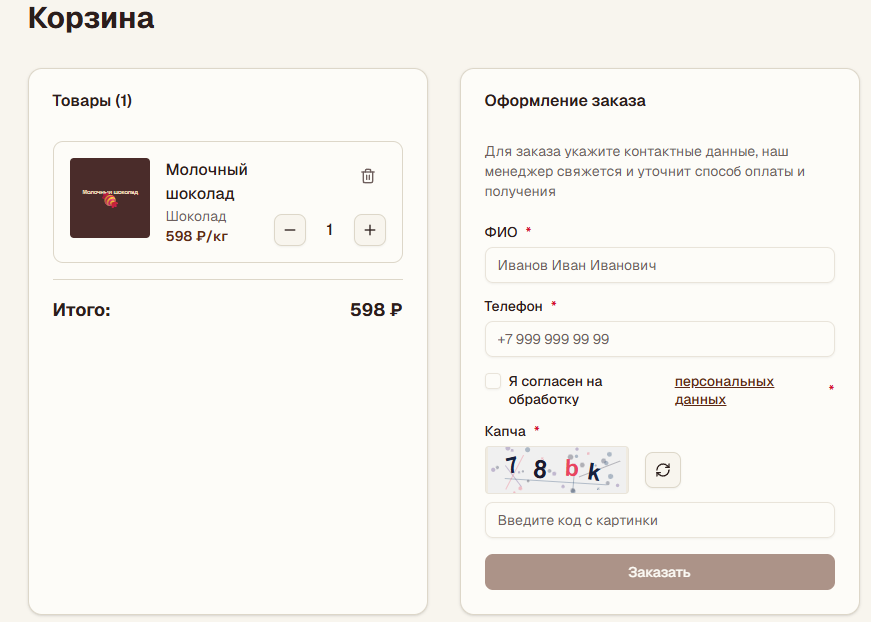 Корзина
Товары (1)
Молочный шоколад
Молочный
шоколад
Шоколад
598 ₽/кг
1
Итого:
598 ₽
Оформление заказа
Для заказа укажите контактные данные, наш
менеджер свяжется и уточнит способ оплаты и
получения
ФИО *
Иванов Иван Иванович
Телефон *
+7 999 999 99 99
Я согласен на
обработку
персональных
данных
*
Капча *
7 8 b k
Введите код с картинки
Заказать